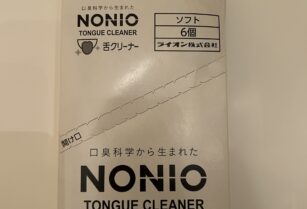 口臭科学から生まれた
NONIO
TONGUE CLEANER
舌クリーナー
ソフト
6個
ライオン株式会社
開け口
口臭科学から生まれた
NONIO
TONGUE CLEANER